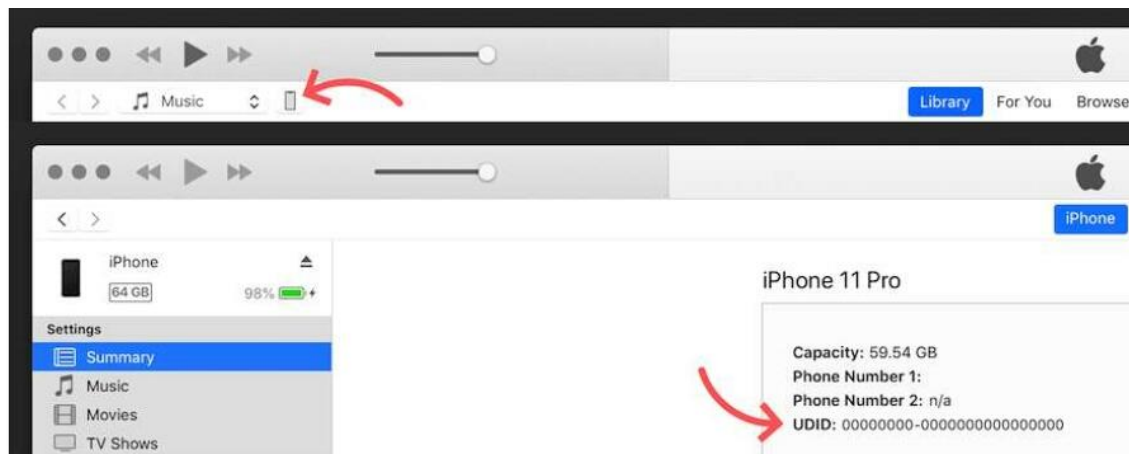 Music
Library For You Browse
iPhone
iPhone
64 GB 98%
Settings
Summary
Music
Movies
TV Shows
iPhone 11 Pro
Capacity: 59.54 GB
Phone Number 1:
Phone Number 2: n/a
UDID: 00000000-0000000000000000